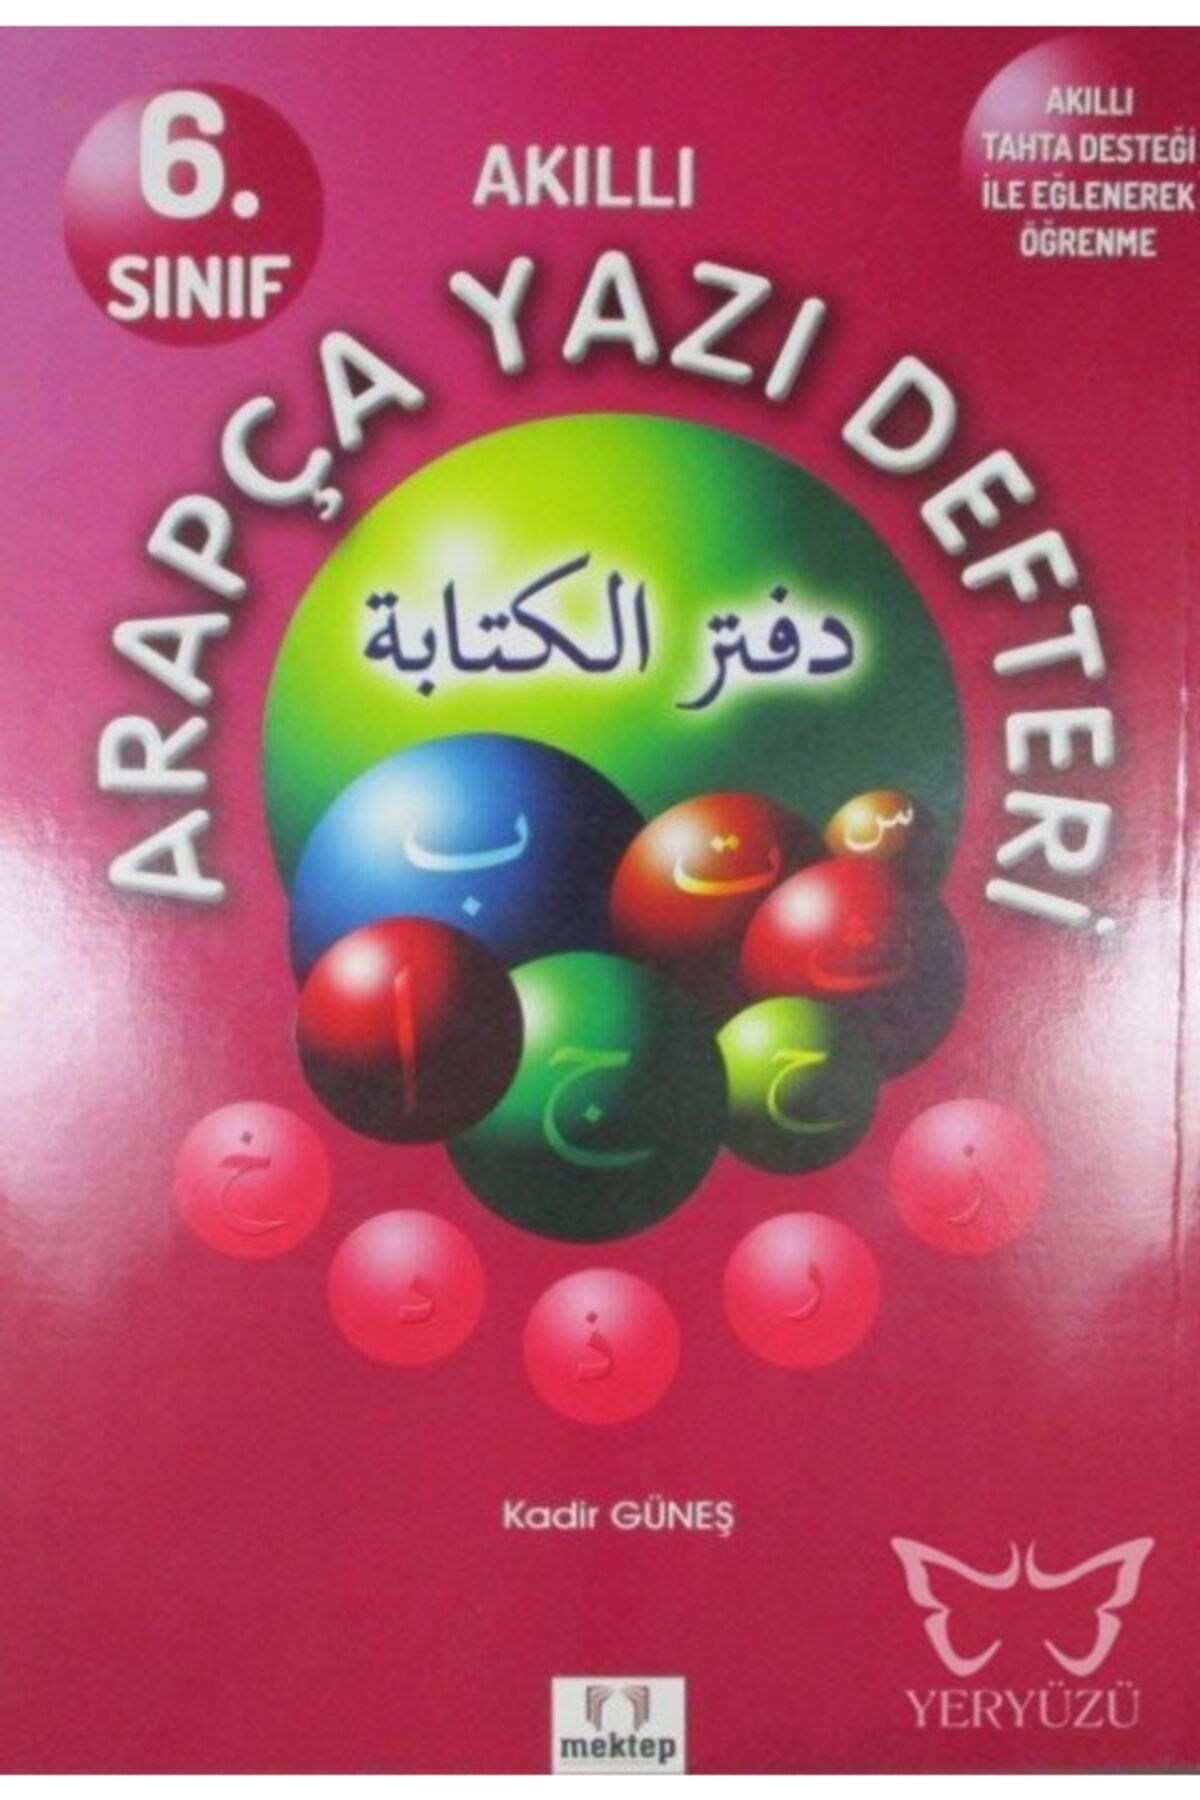 6.
SINIF
AKILLI
AKILLI
TAHTA DESTEĞİ
İLE EĞLENEREK
ÖĞRENME
ARAPÇA YAZI DEFTERİ
دفتر الكتابة
ب
ت
س
ث
ا
ج
ح
خ
د
ذ
ر
ز
Kadir GÜNEŞ
YERYÜZÜ
mektep